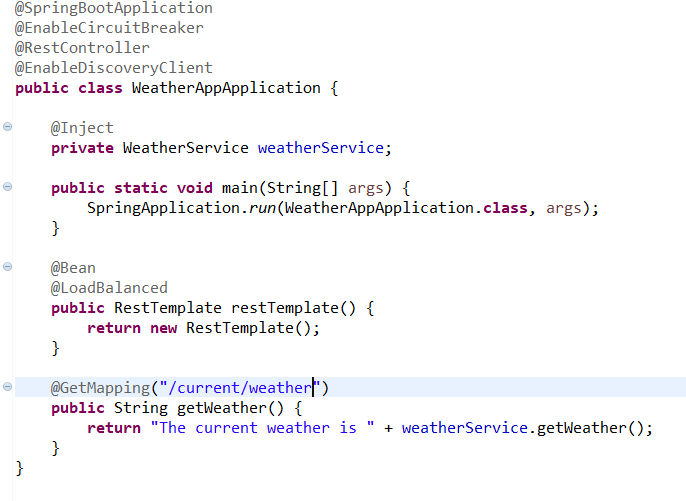 @SpringBootApplication
@EnableCircuitBreaker
@RestController
@EnableDiscoveryClient
public class WeatherAppApplication {
@Inject
private WeatherService weatherService;
public static void main(String[] args) {
SpringApplication.run(WeatherAppApplication.class, args);
}
@Bean
@LoadBalanced
public RestTemplate restTemplate() {
return new RestTemplate();
}
@GetMapping("/current/weather")
public String getWeather() {
return "The current weather is " + weatherService.getWeather();
}
}